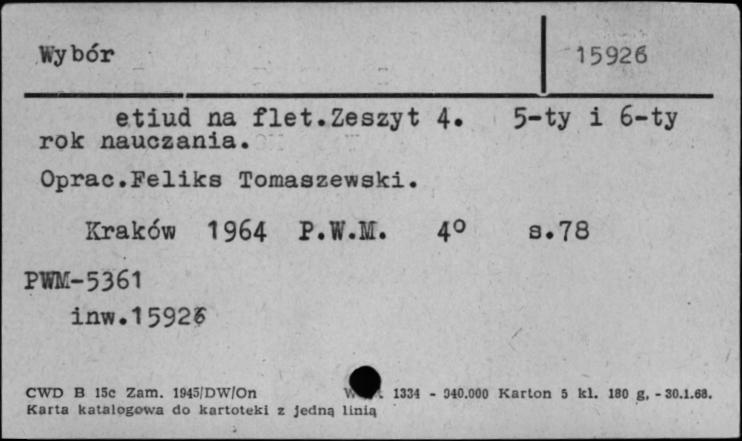 Wybór 15926
etiud na flet.Zeszyt 4. 5-ty i 6-ty
rok nauczania.
Oprac.Feliks Tomaszewski.
Kraków 1964 P.W.M. 4° s.78
PWM-5361
inw.15926
CWD B 15c Zam. 1945/DW/On 1334 - 940.000 Karton 5 kl. 180 g. - 30.1.68.
Karta katalogowa do kartoteki z jedną linią